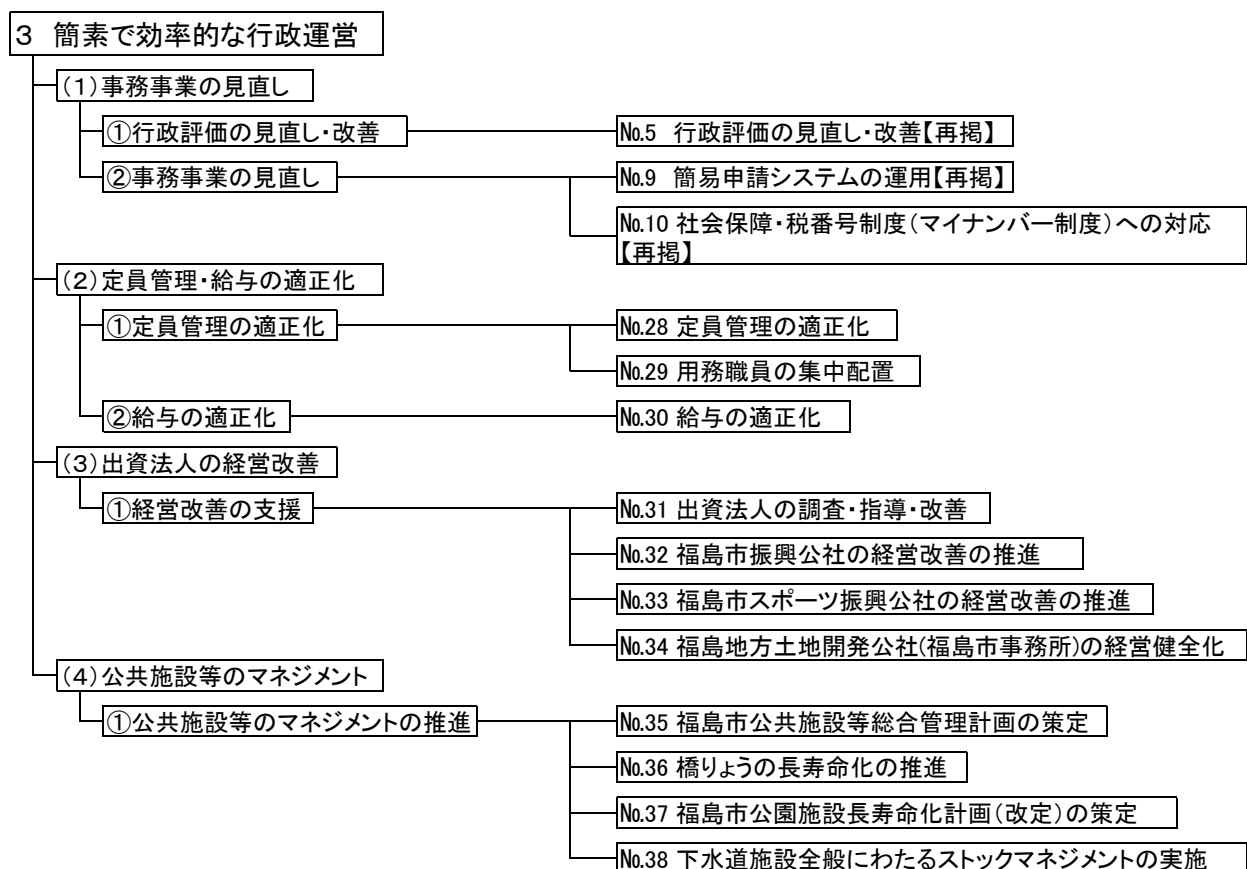 3 簡素で効率的な行政運営
(1)事務事業の見直し
①行政評価の見直し・改善
№5 行政評価の見直し・改善【再掲】
②事務事業の見直し
№9 簡易申請システムの運用【再掲】
№10 社会保障・税番号制度(マイナンバー制度)への対応
【再掲】
(2)定員管理・給与の適正化
①定員管理の適正化
№28 定員管理の適正化
№29 用務職員の集中配置
②給与の適正化
№30 給与の適正化
(3)出資法人の経営改善
①経営改善の支援
№31 出資法人の調査・指導・改善
№32 福島市振興公社の経営改善の推進
№33 福島市スポーツ振興公社の経営改善の推進
№34 福島地方土地開発公社(福島市事務所)の経営健全化
(4)公共施設等のマネジメント
①公共施設等のマネジメントの推進
№35 福島市公共施設等総合管理計画の策定
№36 橋りょうの長寿命化の推進
№37 福島市公園施設長寿命化計画(改定)の策定
№38 下水道施設全般にわたるストックマネジメントの実施